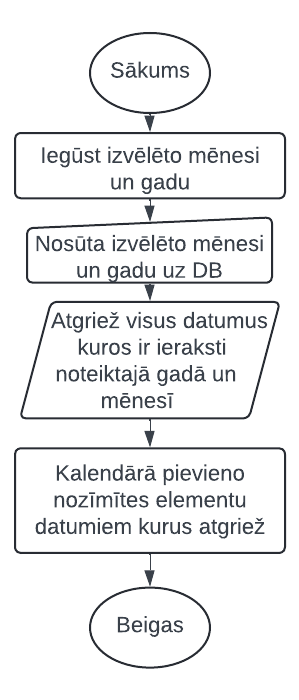 Sākums
Iegūst izvēlēto mēnesi
un gadu
Nosūta izvēlēto mēnesi
un gadu uz DB
Atgriež visus datumus
kuros ir ieraksti
noteiktajā gadā un
mēnesī
Kalendārā pievieno
nozīmītes elementu
datumiem kurus atgriež
Beigas